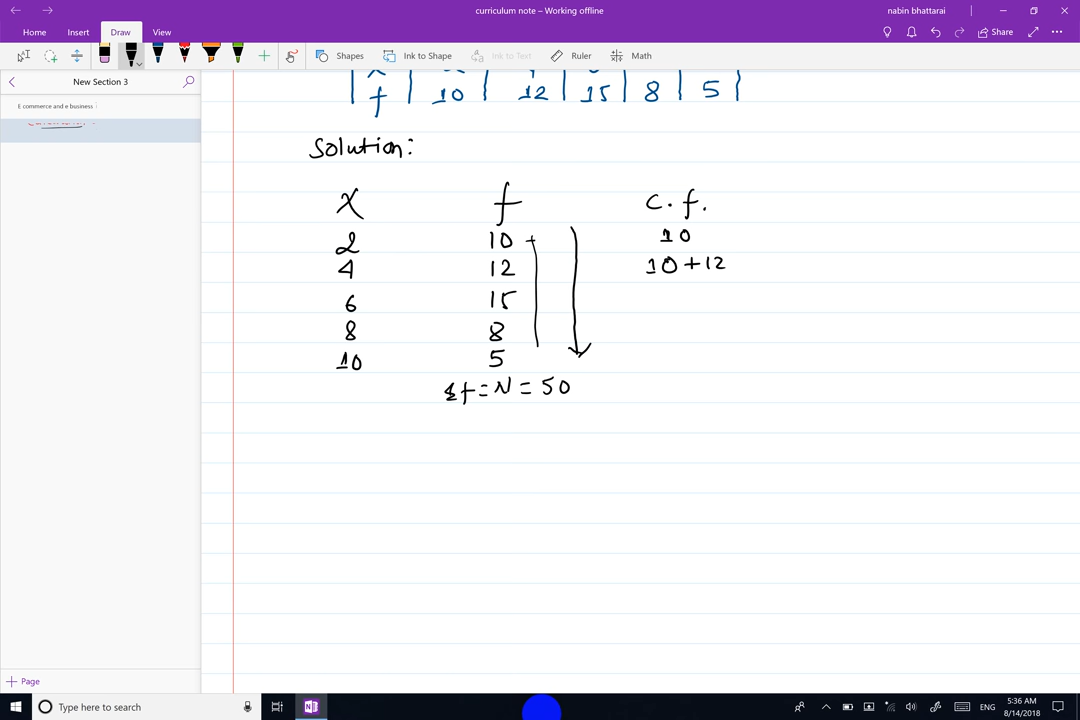 curriculum note – Working offline
nabin bhattarai
Home Insert Draw View
Share
Shapes Ink to Shape Ink to Text Ruler Math
New Section 3
E commerce and e business
f 10 12 15 8 5
Solution:
X f c.f.
2 10 10
4 12 10+12
6 15
8 8
10 5
Σf = N = 50
+ Page
Type here to search
ENG
5:36 AM
8/14/2018